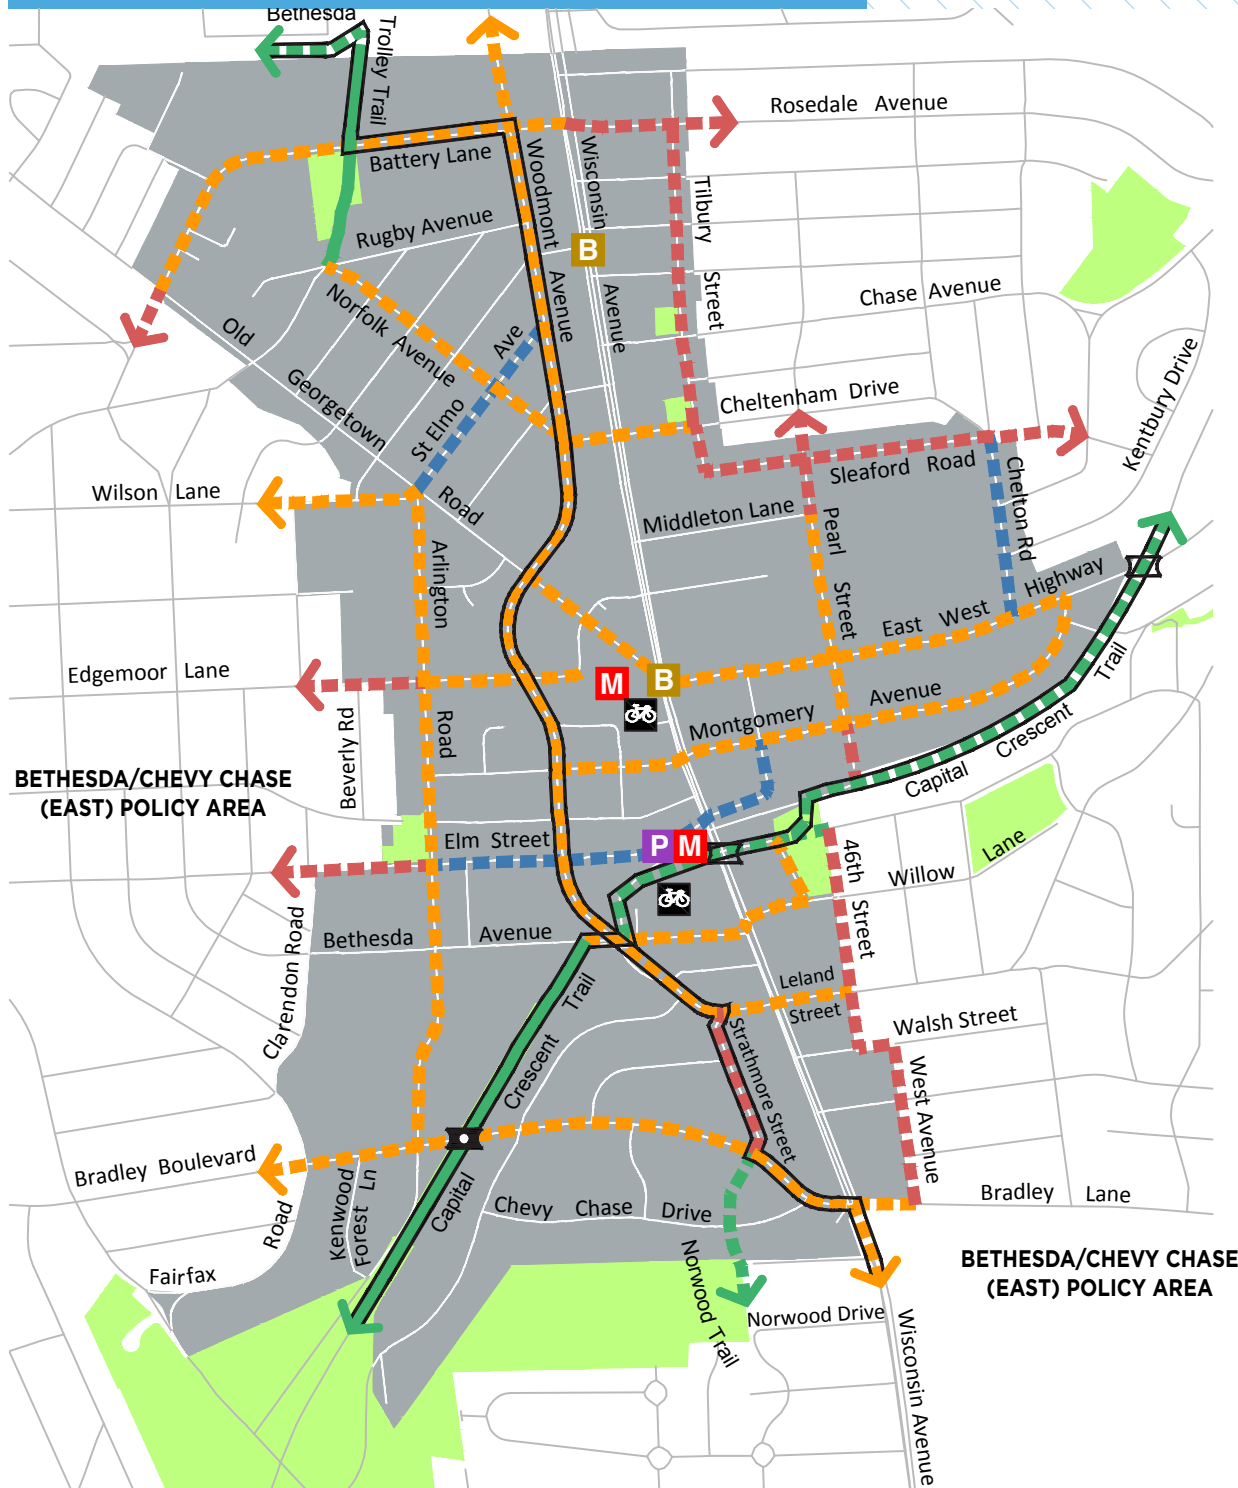 Bethesda
Trolley Trail
Rosedale Avenue
Battery Lane
Woodmont
Avenue
Wisconsin
Avenue
Tilbury
Street
B
Rugby Avenue
Norfolk Avenue
Chase Avenue
Old
Georgetown
Road
St Elmo Ave
Cheltenham Drive
Kentbury Drive
Sleaford Road
Chelton Rd
Wilson Lane
Middleton Lane
Pearl
Street
Arlington
Road
East West Highway
Edgemoor Lane
M
B
Beverly Rd
Montgomery Avenue
Capital Crescent Trail
BETHESDA/CHEVY CHASE
(EAST) POLICY AREA
Elm Street
P
M
46th
Street
Willow Lane
Clarendon Road
Bethesda Avenue
Leland
Street
Walsh Street
Capital Crescent Trail
Strathmore Street
West Avenue
Bradley Boulevard
Road
Kenwood
Forest Ln
Chevy Chase Drive
Bradley Lane
Fairfax
Norwood Trail
Norwood Drive
BETHESDA/CHEVY CHASE
(EAST) POLICY AREA
Wisconsin Avenue